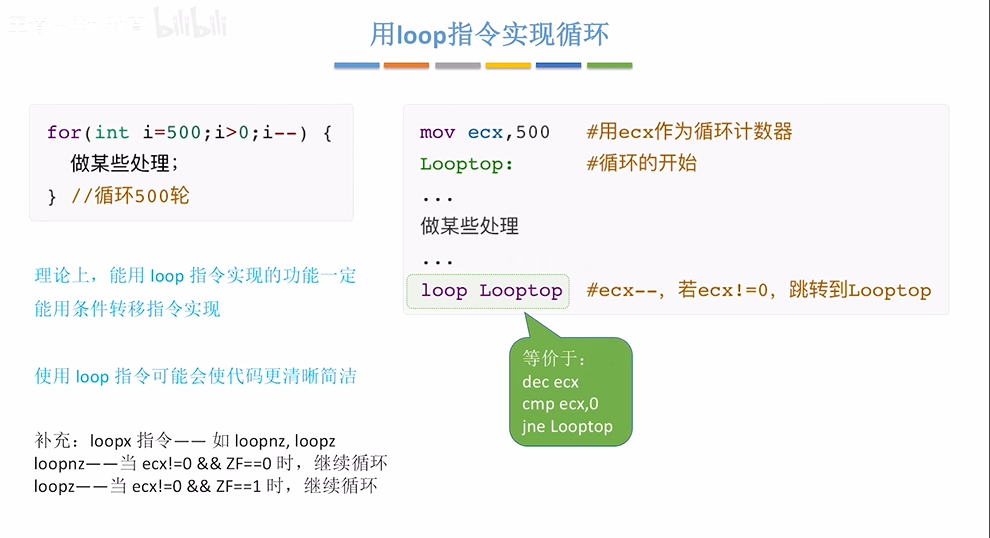 bilibili
用loop指令实现循环
for(int i=500;i>0;i--) {
做某些处理;
} //循环500轮
mov ecx,500 #用ecx作为循环计数器
Looptop: #循环的开始
...
做某些处理
...
loop Looptop #ecx--，若ecx!=0，跳转到Looptop
等价于：
dec ecx
cmp ecx,0
jne Looptop
理论上，能用 loop 指令实现的功能一定
能用条件转移指令实现
使用 loop 指令可能会使代码更清晰简洁
补充：loopx 指令—— 如 loopnz, loopz
loopnz——当 ecx!=0 && ZF==0 时，继续循环
loopz——当 ecx!=0 && ZF==1 时，继续循环